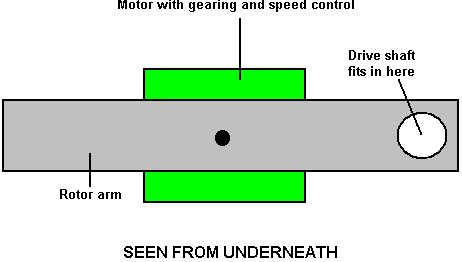 Motor with gearing and speed control
Drive shaft
fits in here
Rotor arm
SEEN FROM UNDERNEATH